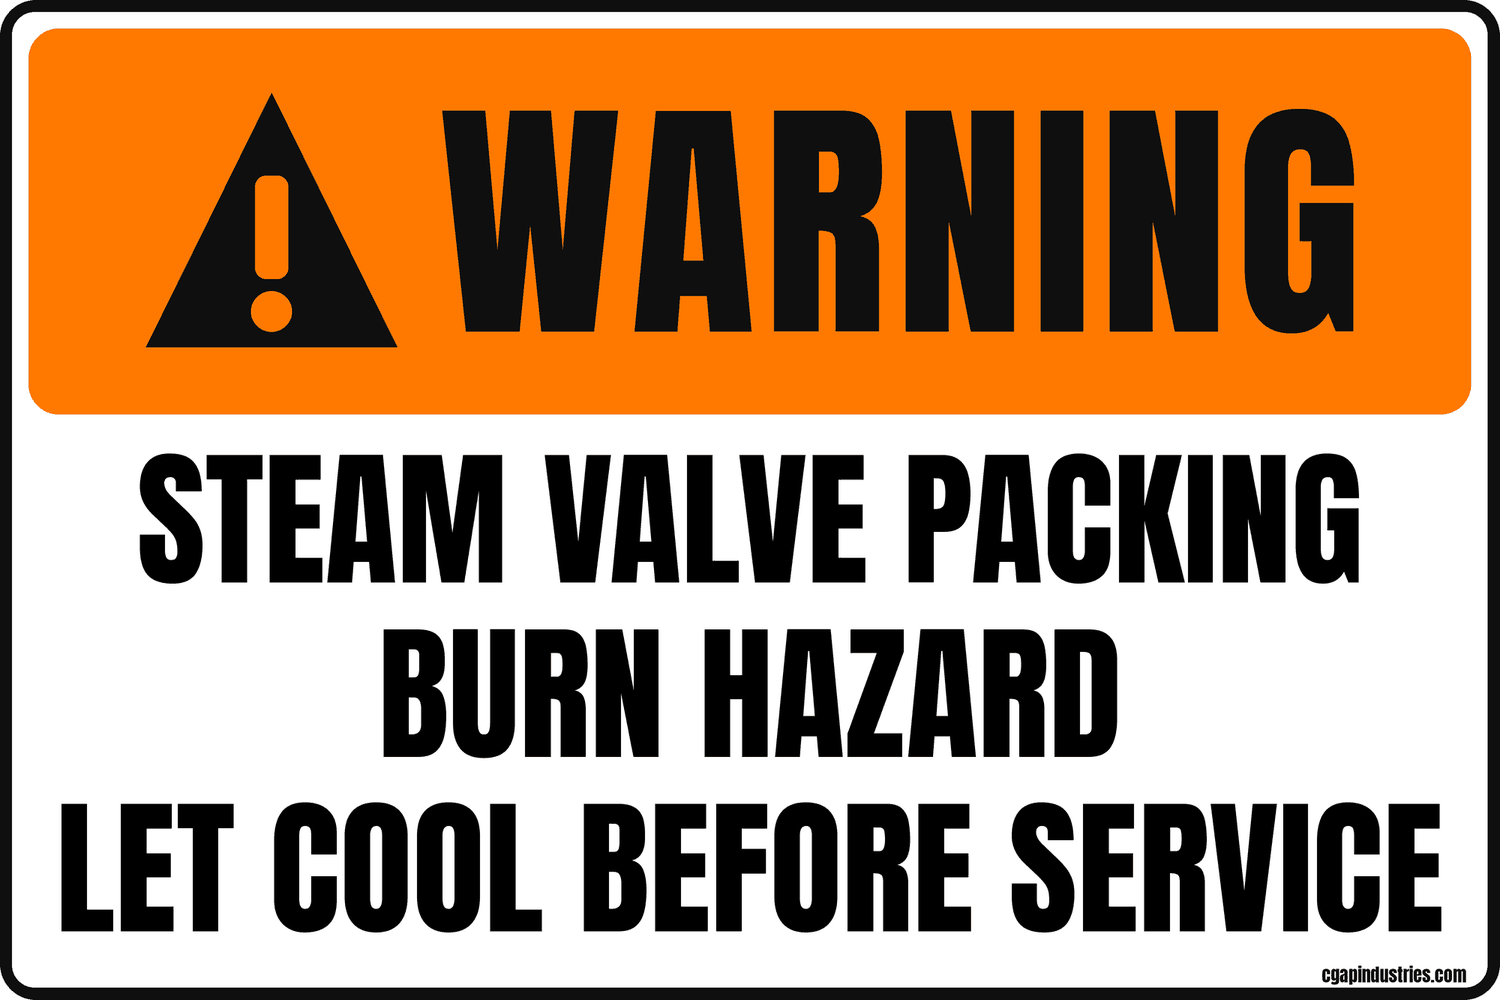 WARNING
STEAM VALVE PACKING
BURN HAZARD
LET COOL BEFORE SERVICE
cgapindustries.com